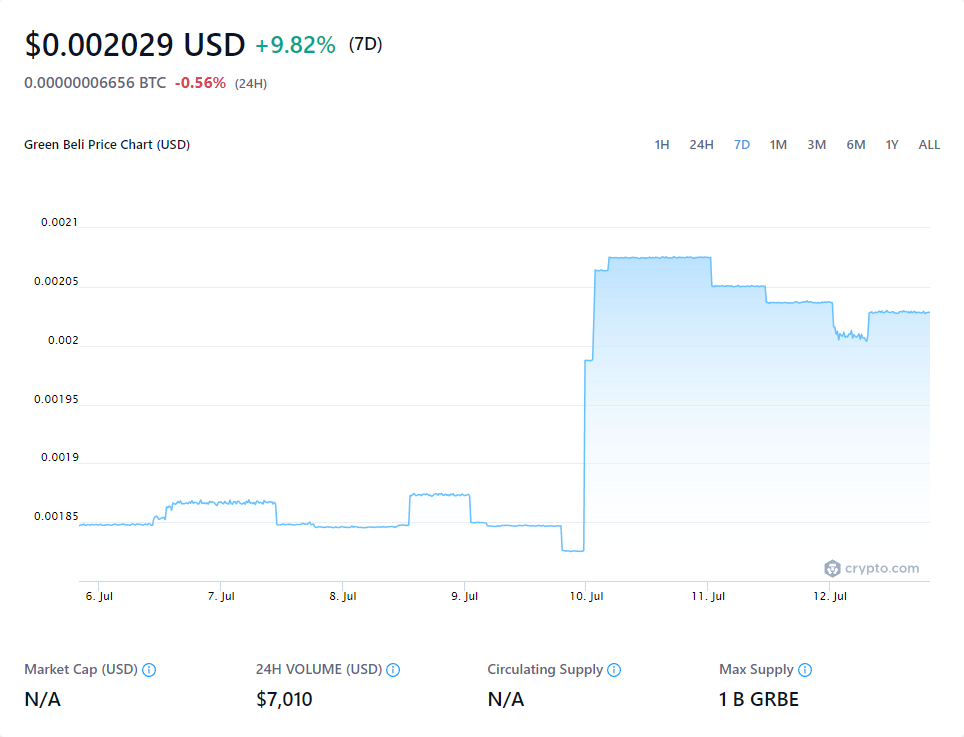 $0.002029 USD +9.82% (7D)
0.00000006656 BTC -0.56% (24H)
Green Beli Price Chart (USD) 1H 24H 7D 1M 3M 6M 1Y ALL
0.0021
0.00205
0.002
0.00195
0.0019
0.00185
crypto.com
6. Jul 7. Jul 8. Jul 9. Jul 10. Jul 11. Jul 12. Jul
Market Cap (USD) 24H VOLUME (USD) Circulating Supply Max Supply
N/A $7,010 N/A 1 B GRBE